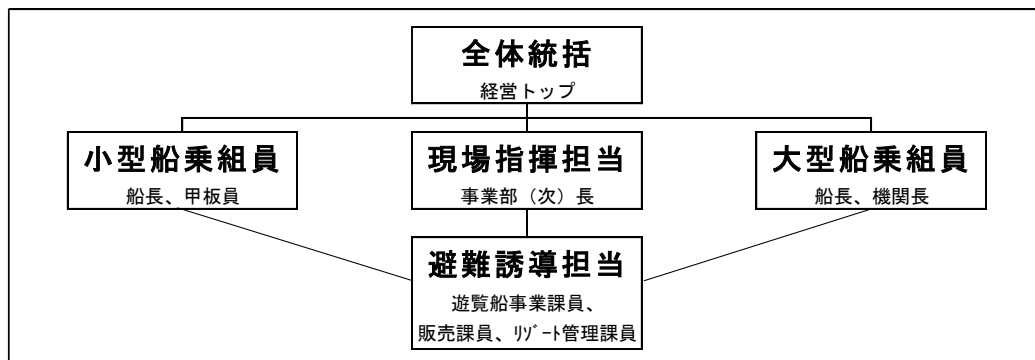 全体統括
経営トップ
小型船乗組員
船長、甲板員
現場指揮担当
事業部（次）長
大型船乗組員
船長、機関長
避難誘導担当
遊覧船事業課員、
販売課員、ﾘｿﾞｰﾄ管理課員